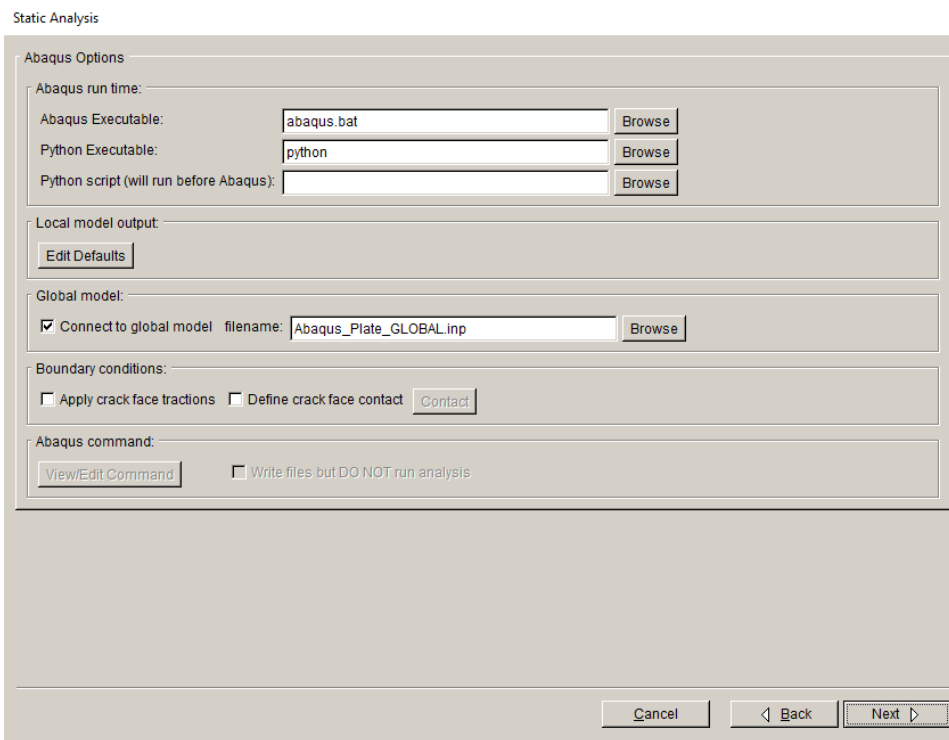 Static Analysis
Abaqus Options
Abaqus run time:
Abaqus Executable: abaqus.bat Browse
Python Executable: python Browse
Python script (will run before Abaqus): Browse
Local model output:
Edit Defaults
Global model:
Connect to global model filename: Abaqus_Plate_GLOBAL.inp Browse
Boundary conditions:
Apply crack face tractions Define crack face contact Contact
Abaqus command:
View/Edit Command Write files but DO NOT run analysis
Cancel Back Next